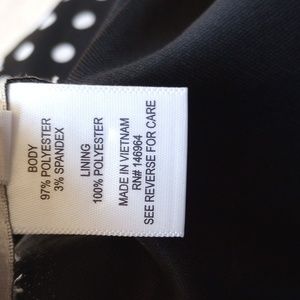 BODY
97% POLYESTER
3% SPANDEX
LINING
100% POLYESTER
MADE IN VIETNAM
RN# 146964
SEE REVERSE FOR CARE